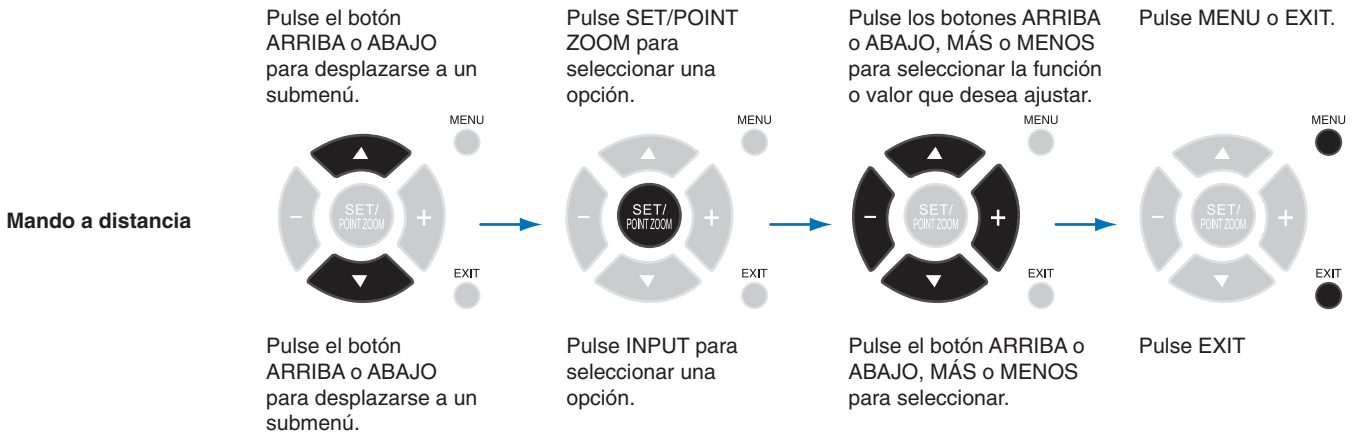 Pulse el botón
ARRIBA o ABAJO
para desplazarse a un
submenú.
Pulse SET/POINT
ZOOM para
seleccionar una
opción.
Pulse los botones ARRIBA
o ABAJO, MÁS o MENOS
para seleccionar la función
o valor que desea ajustar.
Pulse MENU o EXIT.
Mando a distancia
MENU
–
SET/
POINT ZOOM
+
EXIT
MENU
–
SET/
POINT ZOOM
+
EXIT
MENU
–
SET/
POINT ZOOM
+
EXIT
MENU
–
SET/
POINT ZOOM
+
EXIT
Pulse el botón
ARRIBA o ABAJO
para desplazarse a un
submenú.
Pulse INPUT para
seleccionar una
opción.
Pulse el botón ARRIBA o
ABAJO, MÁS o MENOS
para seleccionar.
Pulse EXIT